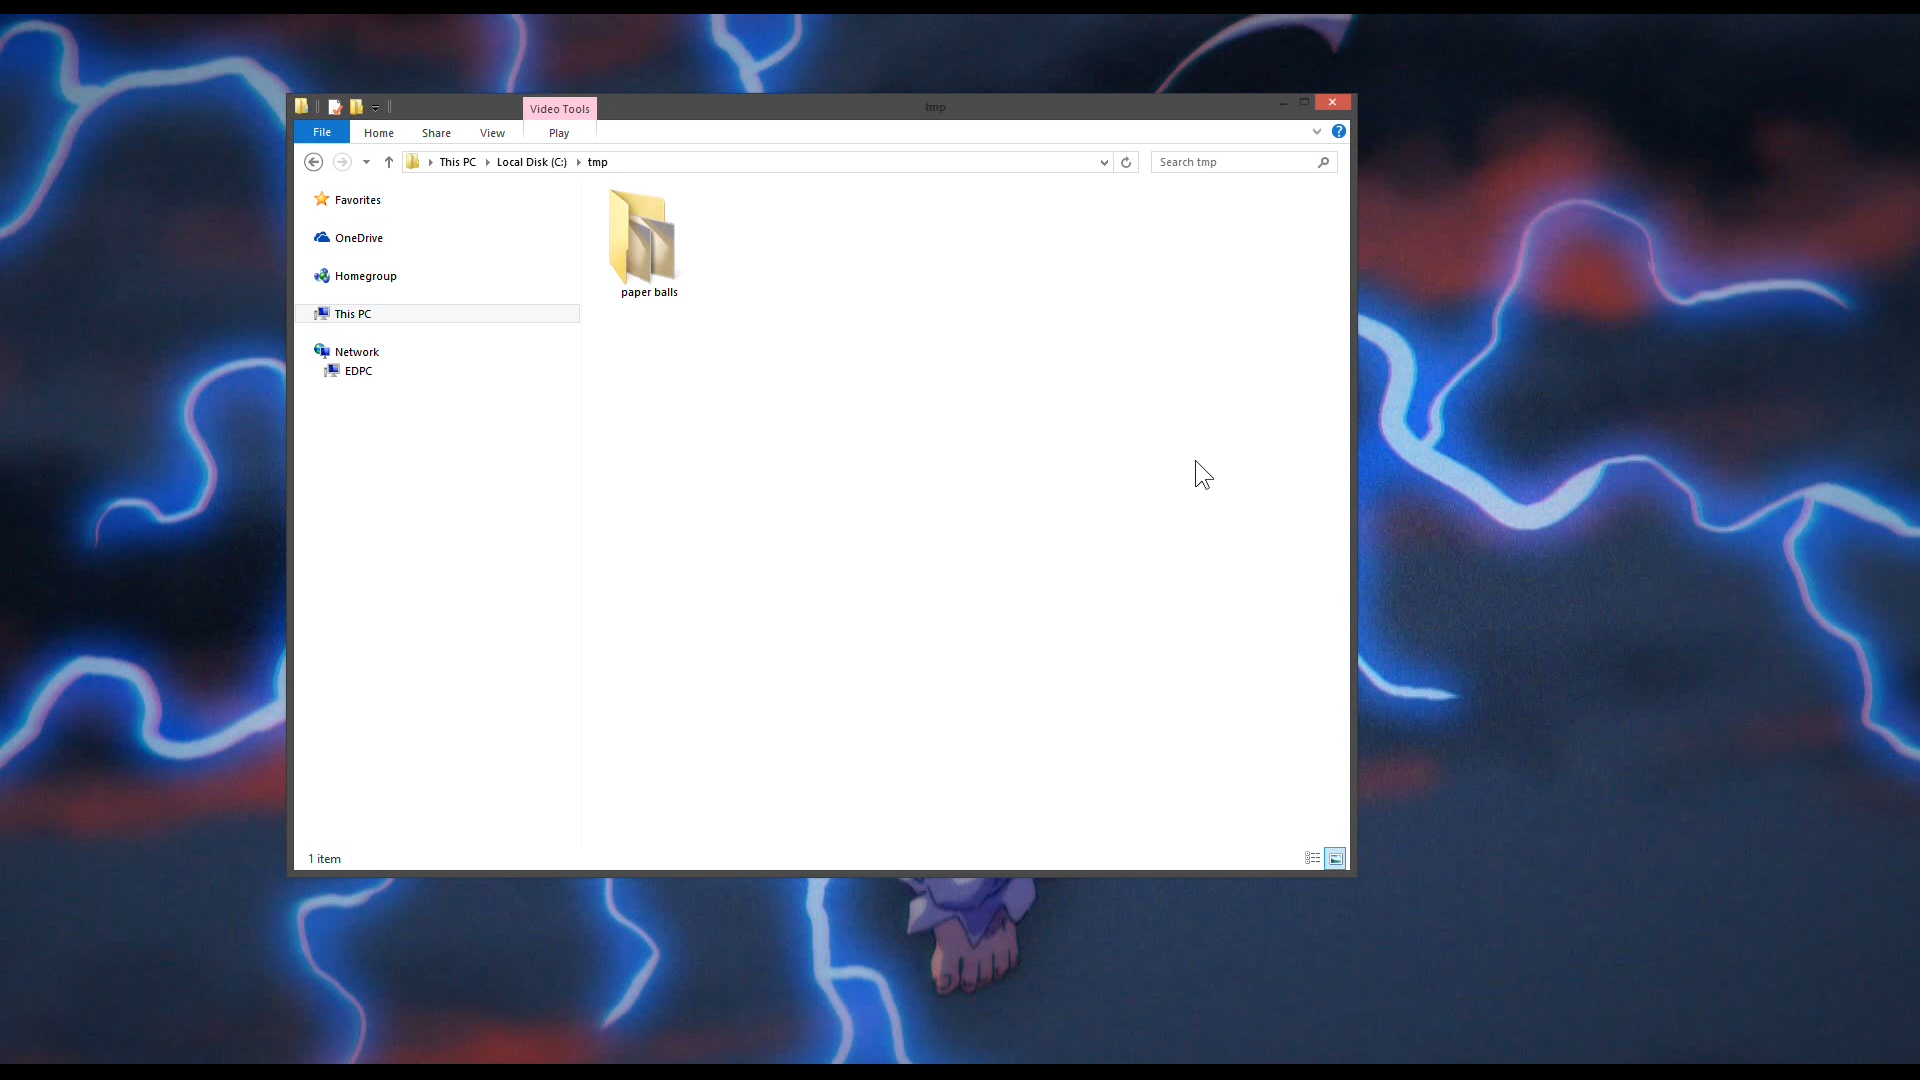 Video Tools
tmp
File
Home
Share
View
Play
This PC
Local Disk (C:)
tmp
Search tmp
Favorites
OneDrive
Homegroup
This PC
Network
EDPC
paper balls
1 item